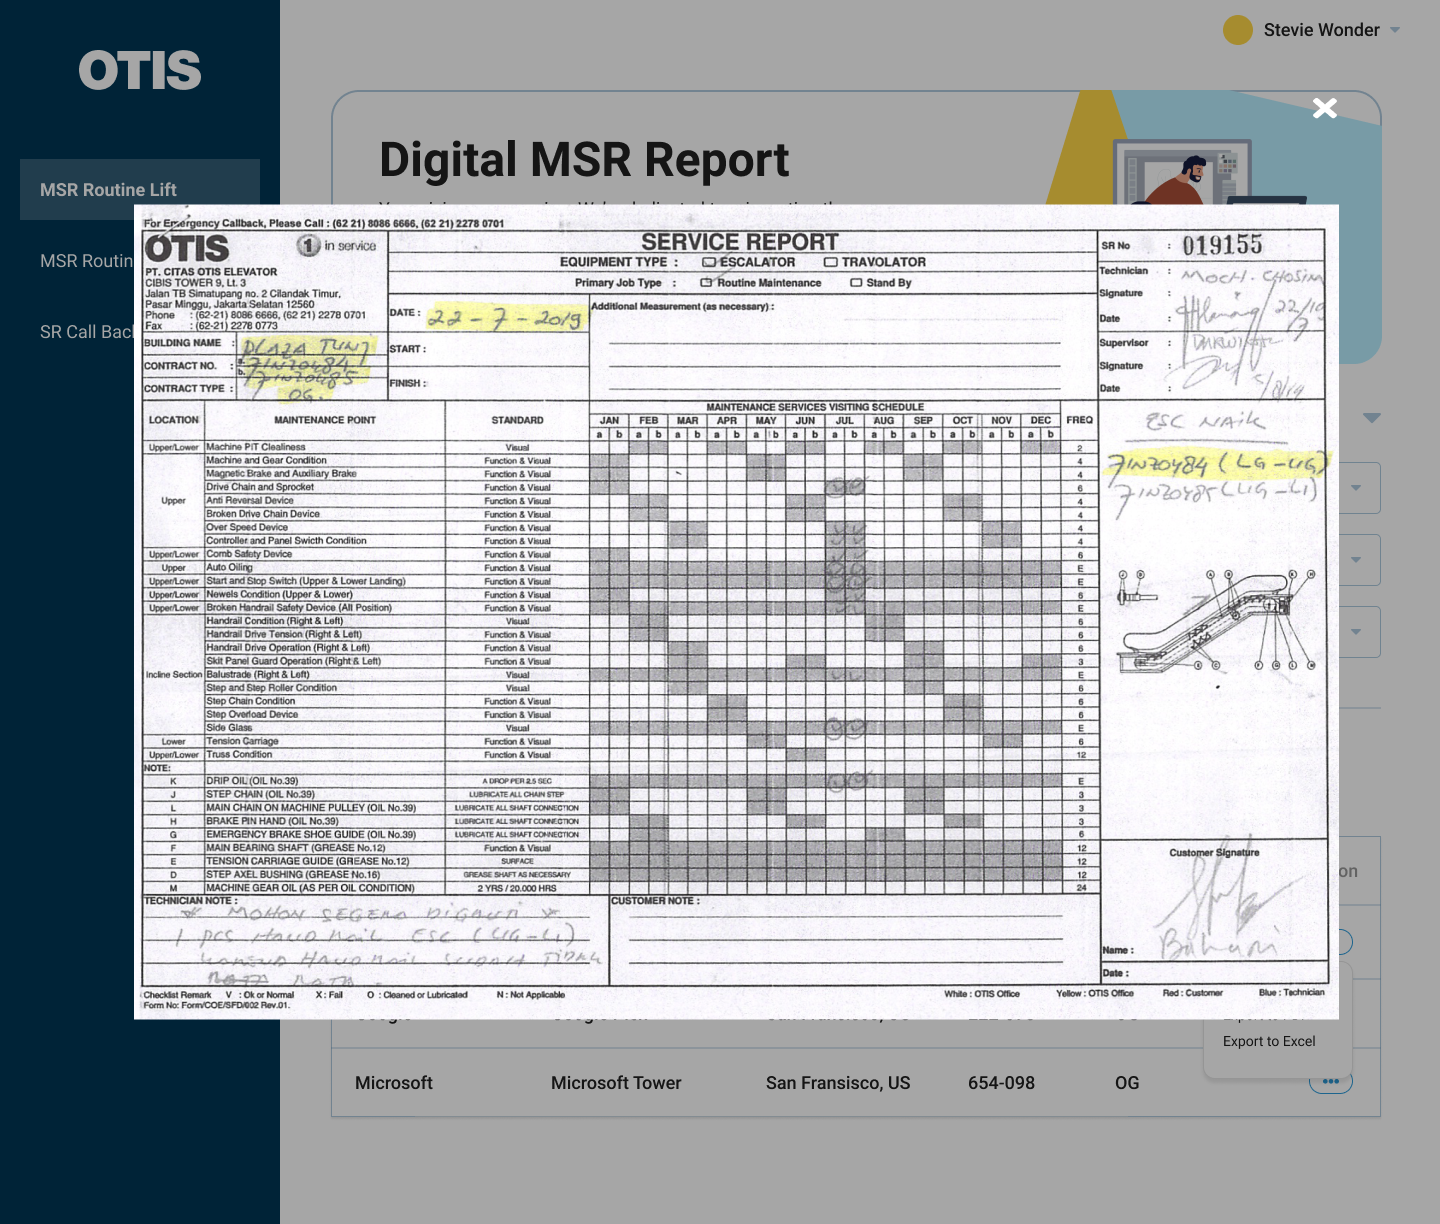 OTIS
Stevie Wonder
Digital MSR Report
MSR Routine Lift
MSR Routin
SR Call Back
For Emergency Callback, Please Call : (62 21) 8086 6666, (62 21) 2278 0701
OTIS
1 in service
PT. CITAS OTIS ELEVATOR
CIBIS TOWER 9, Lt. 3
Jalan TB Simatupang no. 2 Cilandak Timur,
Pasar Minggu, Jakarta Selatan 12560
Phone : (62-21) 8086 6666, (62 21) 2278 0701
Fax : (62-21) 2278 0773
BUILDING NAME : PLAZA
CONTRACT NO. : a. 71NZ0484
b. 71NZ0485
CONTRACT TYPE : OG.
SERVICE REPORT
EQUIPMENT TYPE : ESCALATOR TRAVOLATOR
Primary Job Type : Routine Maintenance Stand By
DATE : 22-7-2019
START :
FINISH :
Additional Measurement (as necessary) :
SR No : 019155
Technician : MOCH. CHOSIM
Signature :
Date : 22/19
7
Supervisor :
Signature :
Date : 5/8/19
LOCATION MAINTENANCE POINT STANDARD MAINTENANCE SERVICES VISITING SCHEDULE FREQ
JAN FEB MAR APR MAY JUN JUL AUG SEP OCT NOV DEC
a b a b a b a b a b a b a b a b a b a b a b a b
Upper/Lower Machine PIT Clealiness Visual 2
Machine and Gear Condition Function & Visual 4
Magnetic Brake and Auxiliary Brake Function & Visual 4
Drive Chain and Sprocket Function & Visual 6
Upper Anti Reversal Device Function & Visual 4
Broken Drive Chain Device Function & Visual 4
Over Speed Device Function & Visual 4
Controller and Panel Swicth Condition Function & Visual 4
Upper/Lower Comb Safety Device Function & Visual 6
Upper Auto Oiling Function & Visual E
Upper/Lower Start and Stop Switch (Upper & Lower Landing) Function & Visual E
Upper/Lower Newels Condition (Upper & Lower) Function & Visual 6
Upper/Lower Broken Handrail Safety Device (All Position) Function & Visual E
Handrail Condition (Right & Left) Visual 6
Handrail Drive Tension (Right & Left) Function & Visual 6
Handrail Drive Operation (Right & Left) Function & Visual 6
Skit Panel Guard Operation (Right & Left) Function & Visual 3
Incline Section Balustrade (Right & Left) Visual E
Step and Step Roller Condition Visual 6
Step Chain Condition Function & Visual 6
Step Overload Device Function & Visual 6
Side Glass Visual E
Lower Tension Carriage Function & Visual 6
Upper/Lower Truss Condition Function & Visual 12
NOTE:
K DRIP OIL (OIL No.39) A DROP PER 2.5 SEC E
J STEP CHAIN (OIL No.39) LUBRICATE ALL CHAIN STEP 3
L MAIN CHAIN ON MACHINE PULLEY (OIL No.39) LUBRICATE ALL SHAFT CONNECTION 3
H BRAKE PIN HAND (OIL No.39) LUBRICATE ALL SHAFT CONNECTION 3
G EMERGENCY BRAKE SHOE GUIDE (OIL No.39) LUBRICATE ALL SHAFT CONNECTION 6
F MAIN BEARING SHAFT (GREASE No.12) Function & Visual 12
E TENSION CARRIAGE GUIDE (GREASE No.12) SURFACE 12
D STEP AXEL BUSHING (GREASE No.16) GREASE SHAFT AS NECESSARY 12
M MACHINE GEAR OIL (AS PER OIL CONDITION) 2 YRS / 20.000 HRS 24
ESC NAIK
71NZ0484 (LG-UG)
71NZ0485 (UG-L1)
Customer Signature
Name : Bahari
Date :
TECHNICIAN NOTE :
MOHON SEGERA DIGANTI
1 pcs HAND RAIL ESC (UG-L1)
KARENA HAND RAIL SUDAH TIDAK
RATA
CUSTOMER NOTE :
Checklist Remark V : Ok or Normal X : Fail O : Cleaned or Lubricated N : Not Applicable
Form No: Form/COE/SFD/002 Rev.01.
White : OTIS Office Yellow : OTIS Office Red : Customer Blue : Technician
on
Export to Excel
Microsoft Microsoft Tower San Fransisco, US 654-098 OG